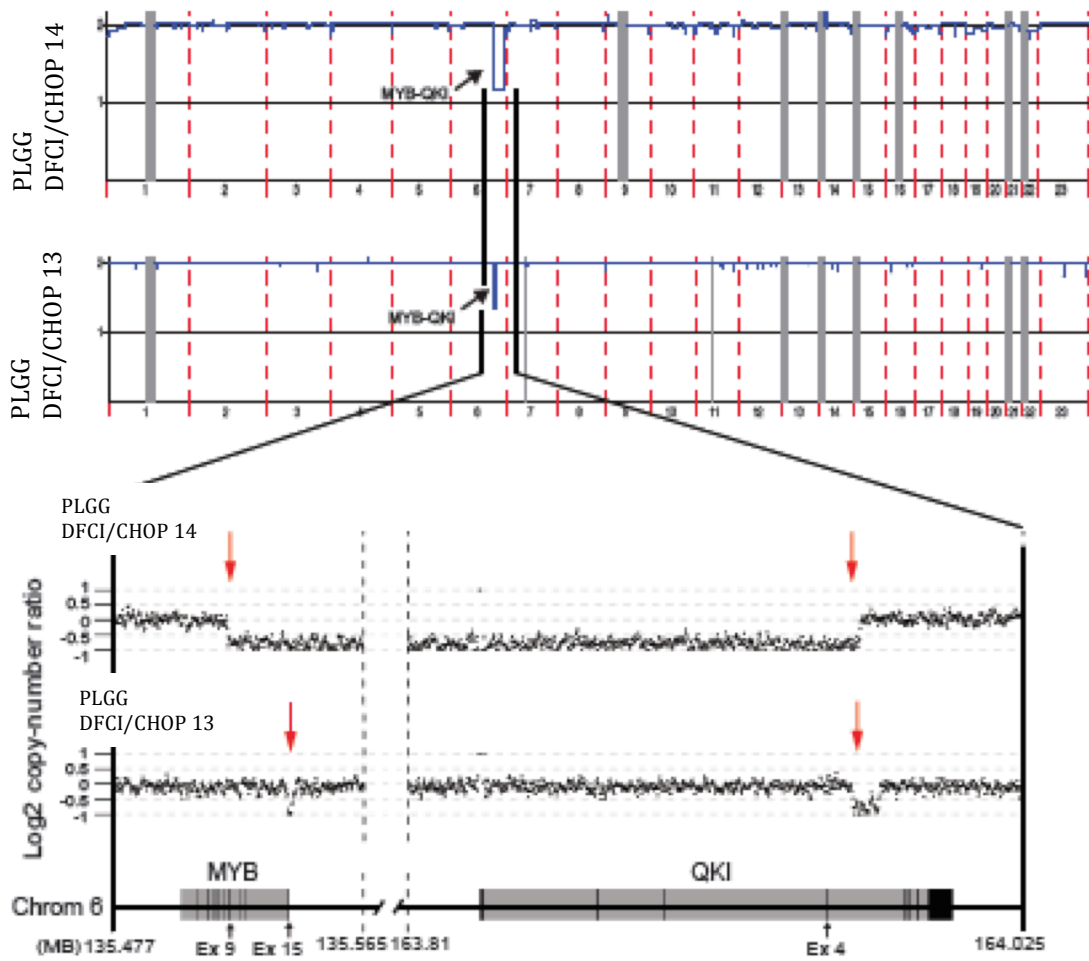 PLGG
DFCI/CHOP 14
2
1
MYB-QKI
1 2 3 4 5 6 7 8 9 10 11 12 13 14 15 16 17 18 19 20 21 22 23
PLGG
DFCI/CHOP 13
2
1
MYB-QKI
1 2 3 4 5 6 7 8 9 10 11 12 13 14 15 16 17 18 19 20 21 22 23
PLGG
DFCI/CHOP 14
Log2 copy-number ratio
1
0.5
0
-0.5
-1
PLGG
DFCI/CHOP 13
1
0.5
0
-0.5
-1
MYB QKI
Chrom 6
(MB) 135.477 Ex 9 Ex 15 135.565 163.81 Ex 4 164.025